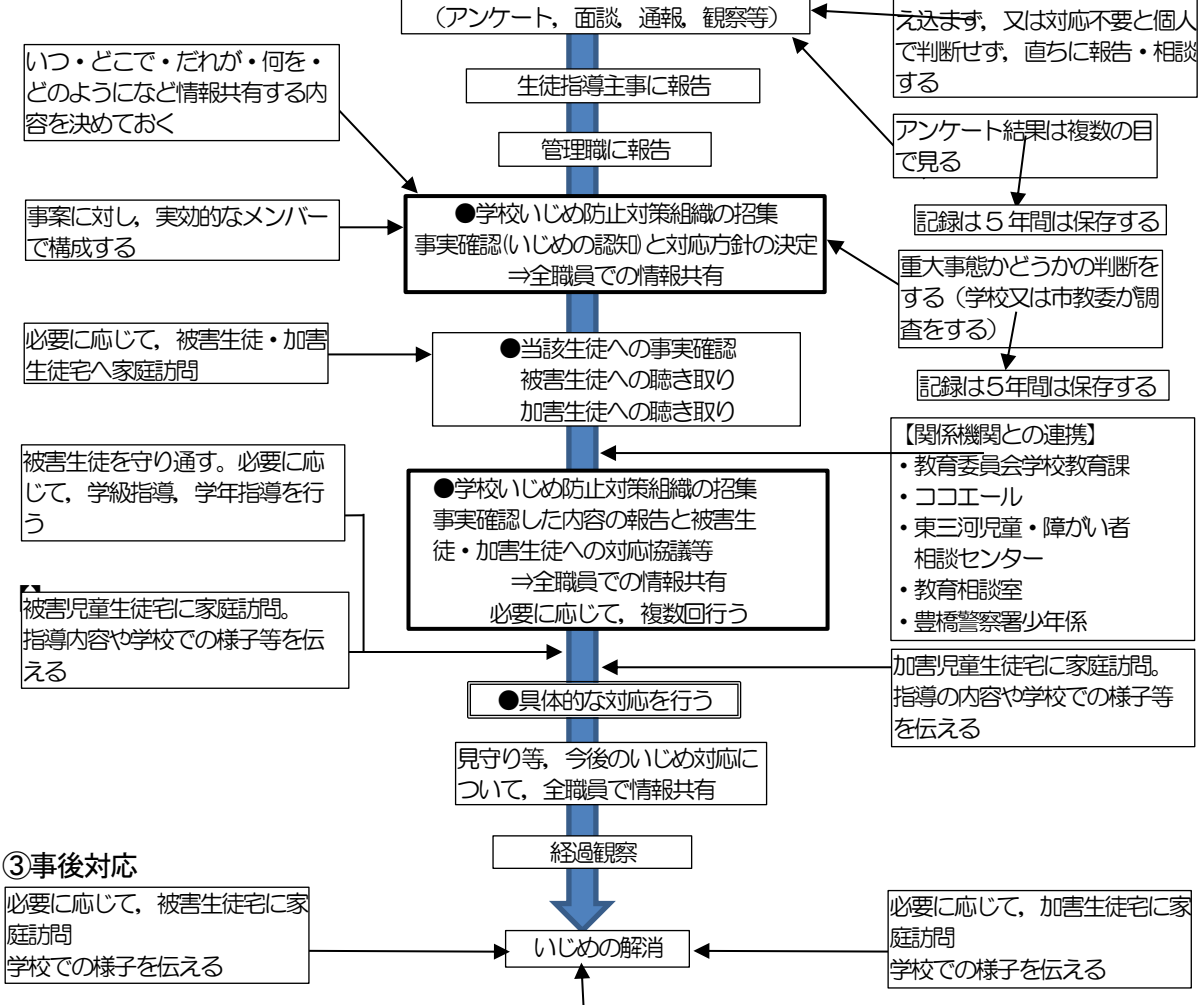 (アンケート，面談，通報，観察等)
え込まず，又は対応不要と個人
で判断せず，直ちに報告・相談
する
いつ・どこで・だれが・何を・
どのようになど情報共有する内
容を決めておく
生徒指導主事に報告
アンケート結果は複数の目
で見る
管理職に報告
記録は５年間は保存する
事案に対し，実効的なメンバー
で構成する
●学校いじめ防止対策組織の招集
事実確認(いじめの認知)と対応方針の決定
⇒全職員での情報共有
重大事態かどうかの判断を
する（学校又は市教委が調
査をする）
記録は５年間は保存する
必要に応じて，被害生徒・加害
生徒宅へ家庭訪問
●当該生徒への事実確認
被害生徒への聴き取り
加害生徒への聴き取り
【関係機関との連携】
・教育委員会学校教育課
・ココエール
・東三河児童・障がい者
相談センター
・教育相談室
・豊橋警察署少年係
被害生徒を守り通す。必要に応
じて，学級指導，学年指導を行
う
●学校いじめ防止対策組織の招集
事実確認した内容の報告と被害生
徒・加害生徒への対応協議等
⇒全職員での情報共有
必要に応じて，複数回行う
被害児童生徒宅に家庭訪問。
指導内容や学校での様子等を伝
える
加害児童生徒宅に家庭訪問。
指導の内容や学校での様子等
を伝える
●具体的な対応を行う
見守り等，今後のいじめ対応に
ついて，全職員で情報共有
経過観察
③事後対応
必要に応じて，被害生徒宅に家
庭訪問
学校での様子を伝える
いじめの解消
必要に応じて，加害生徒宅に家
庭訪問
学校での様子を伝える